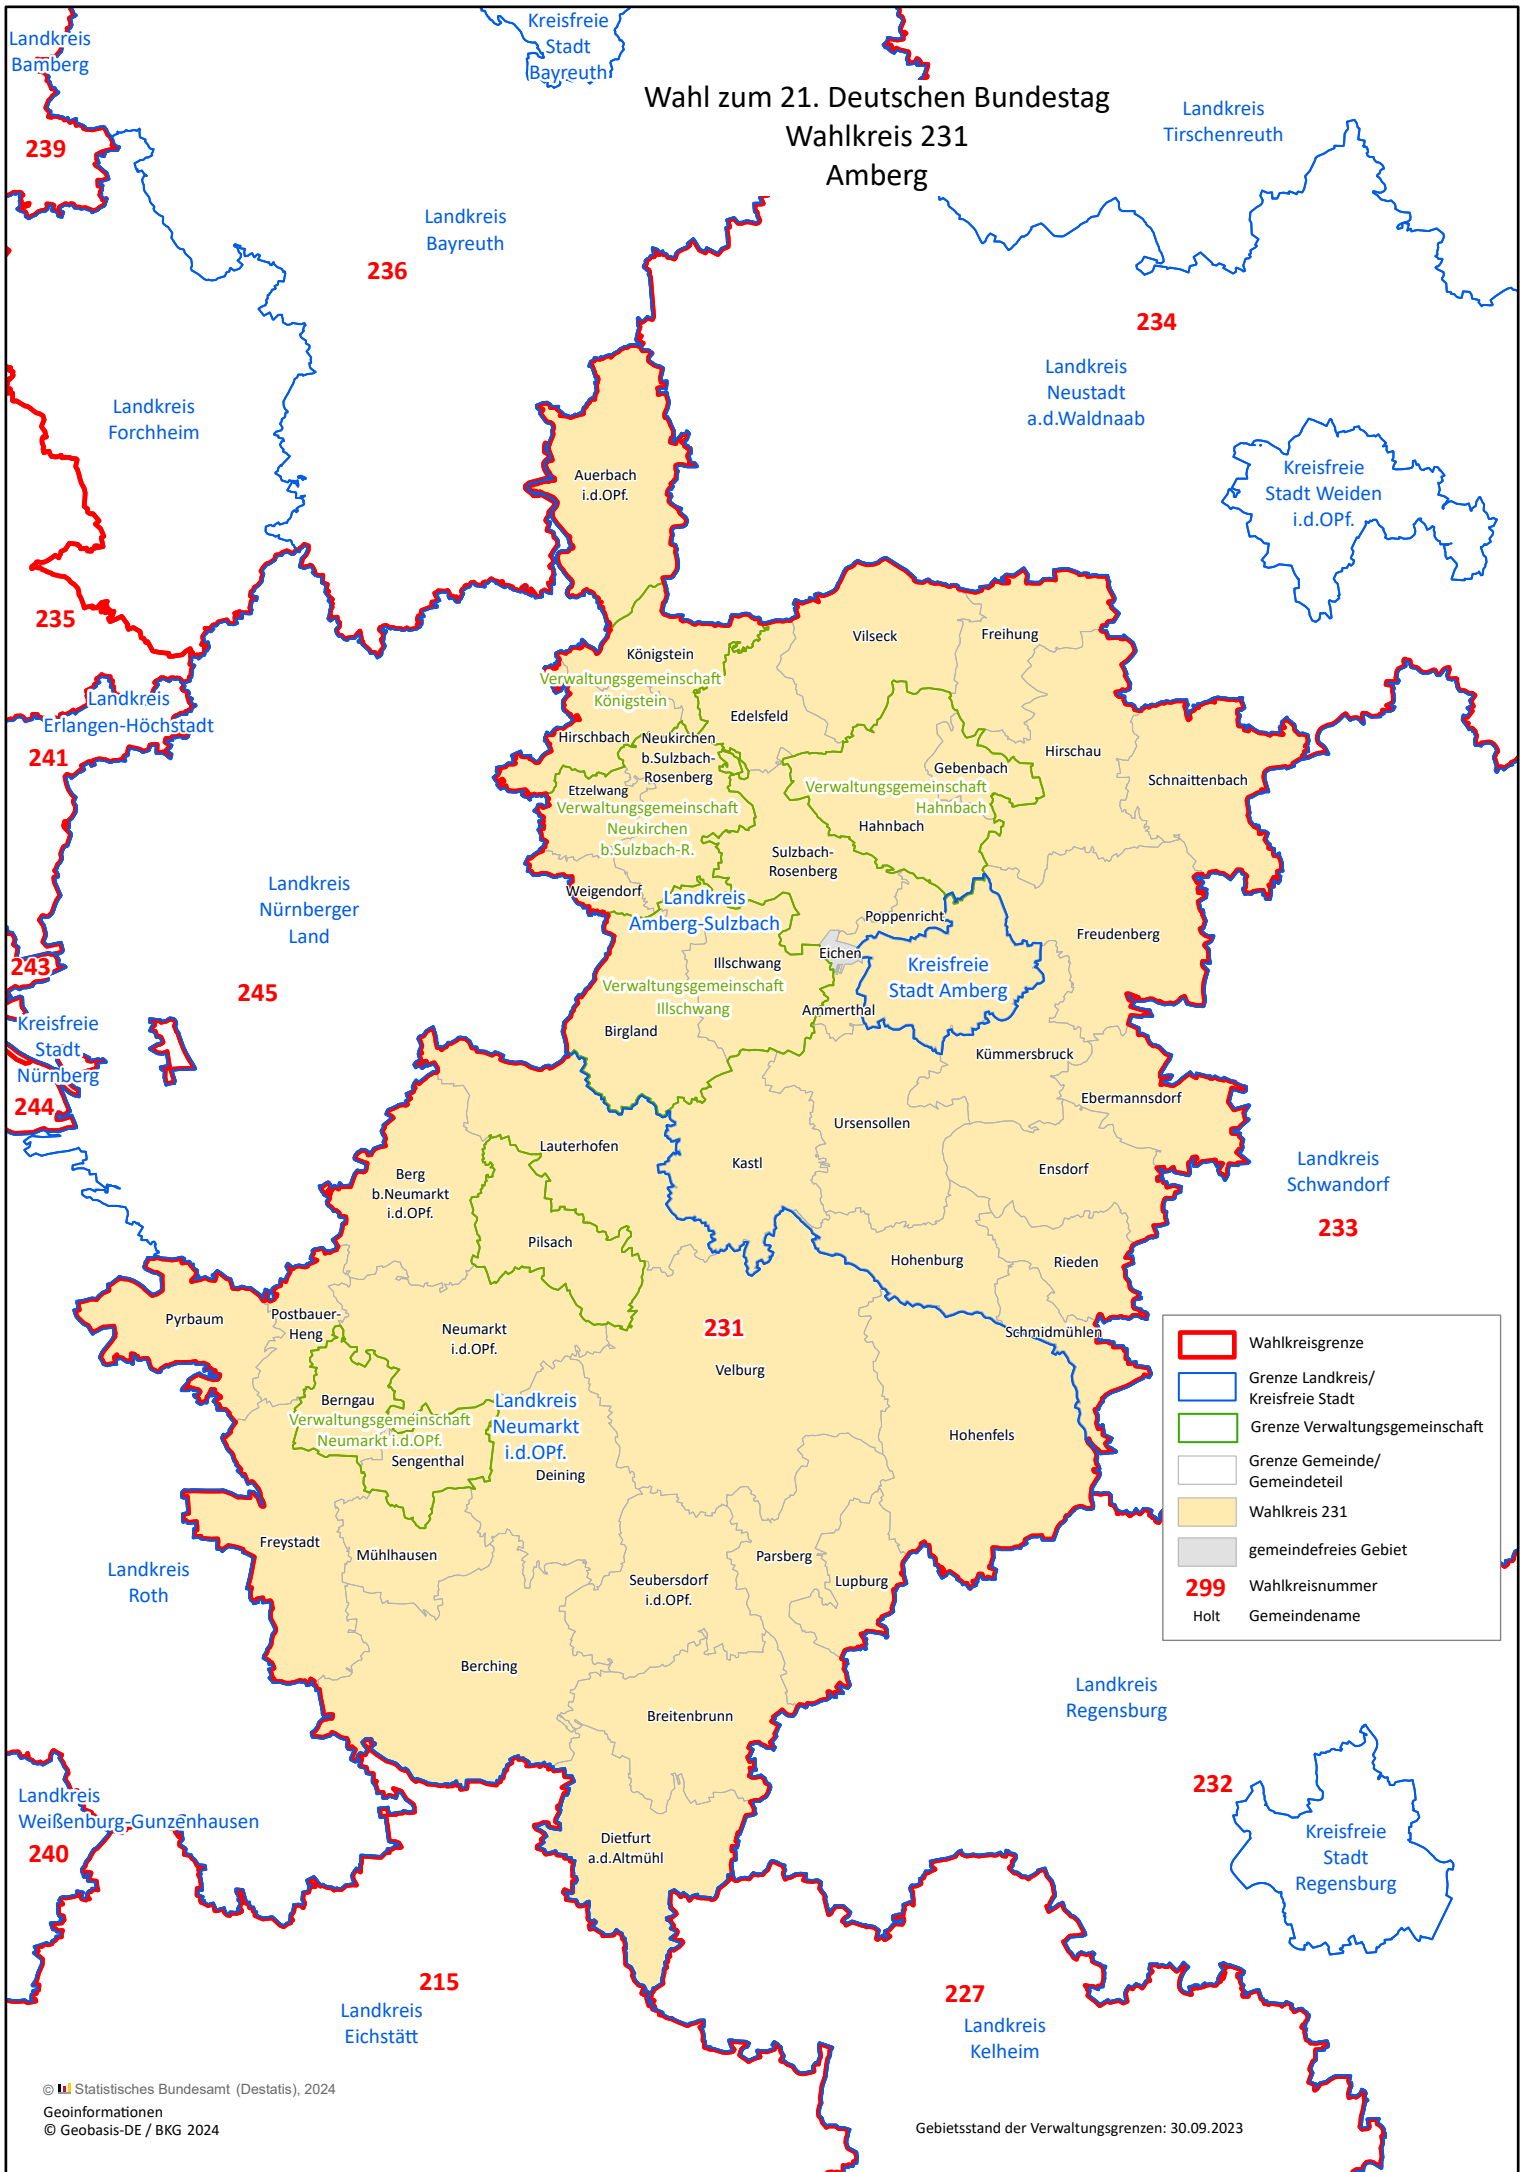 Landkreis
Bamberg
Kreisfreie
Stadt
Bayreuth
Wahl zum 21. Deutschen Bundestag
Wahlkreis 231
Amberg
Landkreis
Tirschenreuth
239
Landkreis
Bayreuth
236
234
Landkreis
Neustadt
a.d.Waldnaab
Landkreis
Forchheim
Kreisfreie
Stadt Weiden
i.d.OPf.
Auerbach
i.d.OPf.
235
Vilseck
Freihung
Königstein
Verwaltungsgemeinschaft
Königstein
Landkreis
Erlangen-Höchstadt
241
Edelsfeld
Hirschbach
Neukirchen
b.Sulzbach-
Rosenberg
Hirschau
Gebenbach
Schnaittenbach
Etzelwang
Verwaltungsgemeinschaft
Hahnbach
Verwaltungsgemeinschaft
Neukirchen
b.Sulzbach-R.
Hahnbach
Sulzbach-
Rosenberg
Landkreis
Nürnberger
Land
Weigendorf
Landkreis
Amberg-Sulzbach
Poppenricht
Freudenberg
Eichen
Illschwang
Kreisfreie
Stadt Amberg
243
245
Verwaltungsgemeinschaft
Illschwang
Ammerthal
Birgland
Kreisfreie
Stadt
Nürnberg
244
Kümmersbruck
Ebermannsdorf
Ursensollen
Lauterhofen
Kastl
Ensdorf
Berg
b.Neumarkt
i.d.OPf.
Landkreis
Schwandorf
233
Pilsach
Hohenburg
Rieden
Pyrbaum
Postbauer-
Heng
Neumarkt
i.d.OPf.
231
Schmidmühlen
Velburg
Berngau
Verwaltungsgemeinschaft
Neumarkt i.d.OPf.
Sengenthal
Landkreis
Neumarkt
i.d.OPf.
Deining
Hohenfels
Wahlkreisgrenze
Grenze Landkreis/
Kreisfreie Stadt
Grenze Verwaltungsgemeinschaft
Grenze Gemeinde/
Gemeindeteil
Wahlkreis 231
gemeindefreies Gebiet
299 Wahlkreisnummer
Holt Gemeindename
Freystadt
Mühlhausen
Parsberg
Landkreis
Roth
Seubersdorf
i.d.OPf.
Lupburg
Berching
Landkreis
Regensburg
Breitenbrunn
232
Landkreis
Weißenburg-Gunzenhausen
240
Kreisfreie
Stadt
Regensburg
Dietfurt
a.d.Altmühl
215
Landkreis
Eichstätt
227
Landkreis
Kelheim
© Statistisches Bundesamt (Destatis), 2024
Geoinformationen
© Geobasis-DE / BKG 2024
Gebietsstand der Verwaltungsgrenzen: 30.09.2023